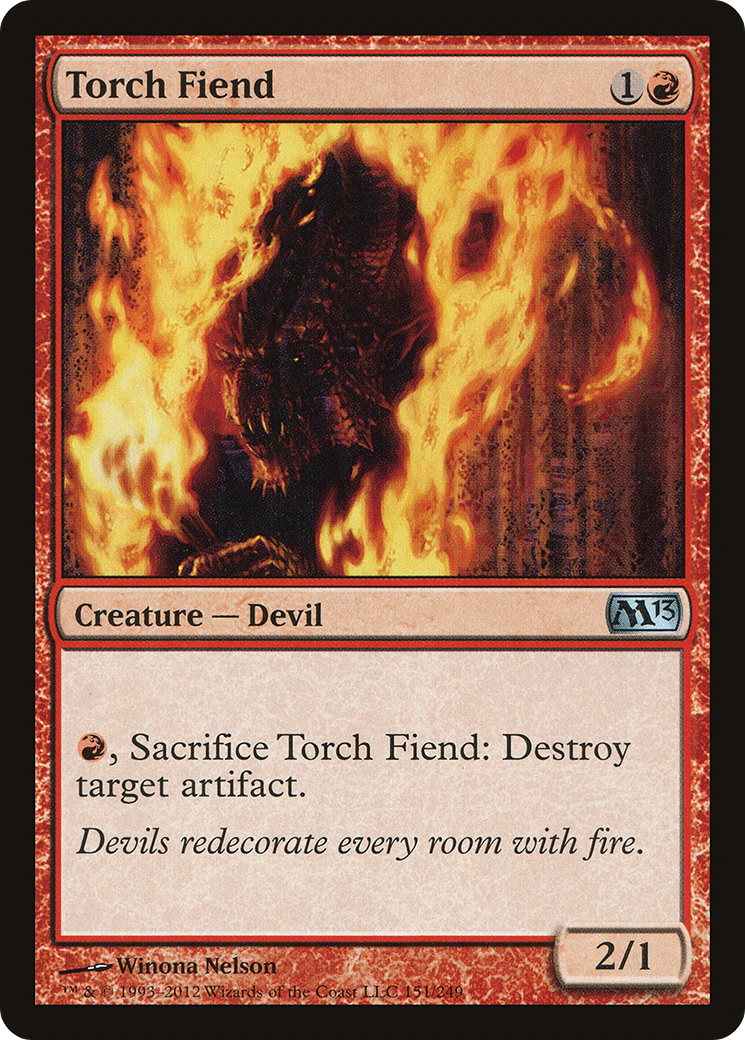 Torch Fiend 1
Creature — Devil M13
, Sacrifice Torch Fiend: Destroy
target artifact.
Devils redecorate every room with fire.
2/1
Winona Nelson
™ & © 1993–2012 Wizards of the Coast LLC 151/249